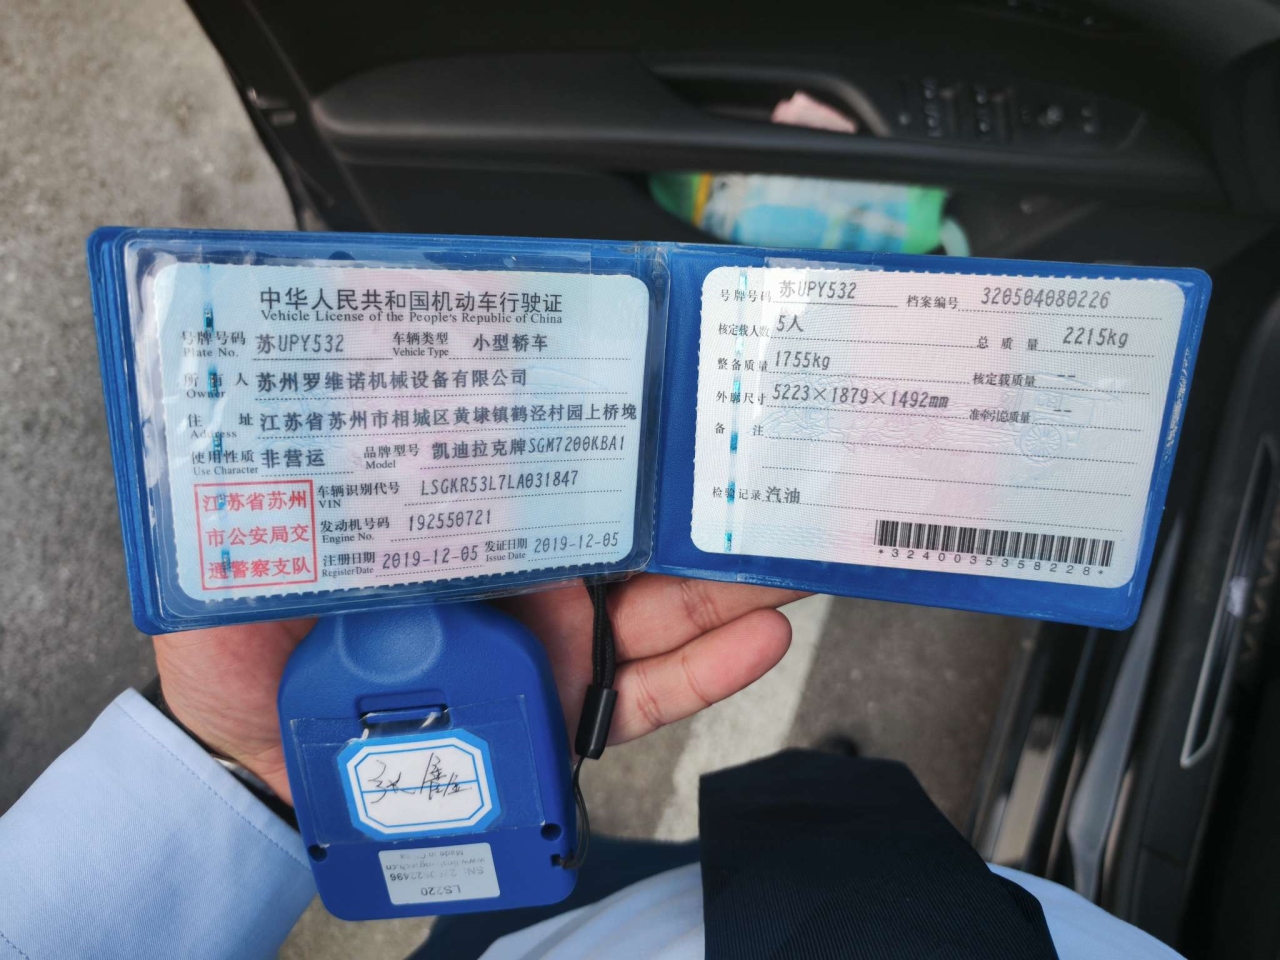 中华人民共和国机动车行驶证
Vehicle License of the People's Republic of China
号牌号码 苏UPY532 车辆类型 小型轿车
Plate No. Vehicle Type
所有人 苏州罗维诺机械设备有限公司
Owner
住址 江苏省苏州市相城区黄埭镇鹤泾村园上桥堍
Address
使用性质 非营运 品牌型号 凯迪拉克牌SGM7200KBA1
Use Character Model
江苏省苏州
市公安局交
通警察支队
车辆识别代号 LSGKR53L7LA031847
VIN
发动机号码 192550721
Engine No.
注册日期 2019-12-05 发证日期 2019-12-05
Register Date Issue Date
号牌号码 苏UPY532 档案编号 320504080226
核定载人数 5人 总质量 2215kg
整备质量 1755kg 核定载质量 --
外廓尺寸 5223×1879×1492mm 准牵引总质量 --
备注
检验记录 汽油
*3240035358228*
LS220
Made in China